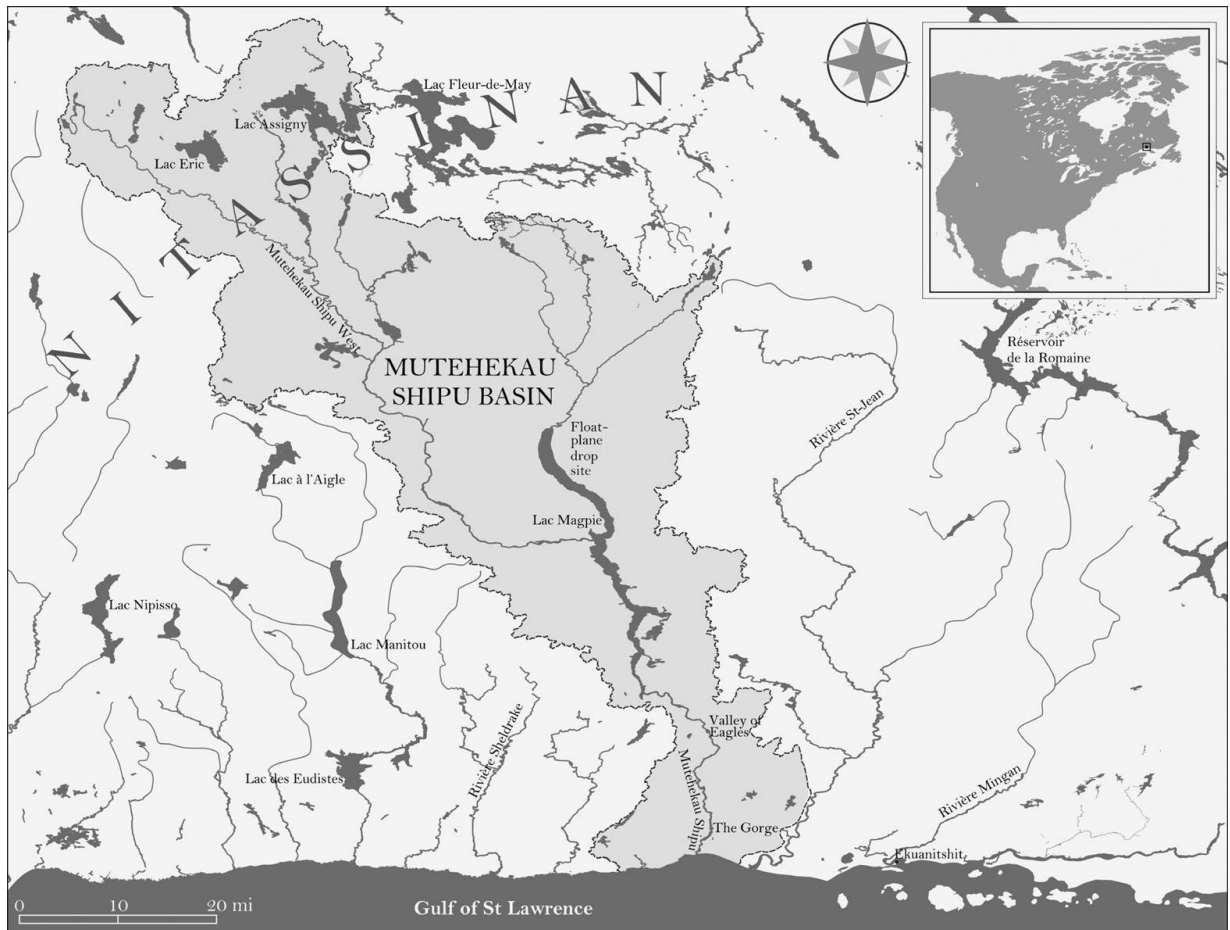 NITASSINAN
Lac Fleur-de-May
Lac Assigny
Lac Eric
Mutehekau Shipu West
MUTEHEKAU
SHIPU BASIN
Réservoir
de la Romaine
Rivière St-Jean
Float-
plane
drop
site
Lac à l'Aigle
Lac Magpie
Lac Nipisso
Lac Manitou
Valley of
Eagles
Rivière Sheldrake
Lac des Eudistes
Mutehekau Shipu
Rivière Mingan
The Gorge
Ekuanitshit
0 10 20 mi
Gulf of St Lawrence